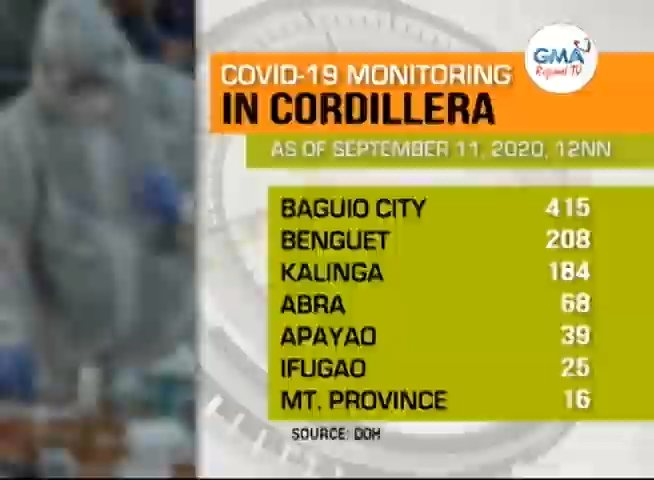 GMA
Regional TV
COVID-19 MONITORING
IN CORDILLERA
AS OF SEPTEMBER 11, 2020, 12NN
BAGUIO CITY 415
BENGUET 208
KALINGA 184
ABRA 68
APAYAO 39
IFUGAO 25
MT. PROVINCE 16
SOURCE: DOH